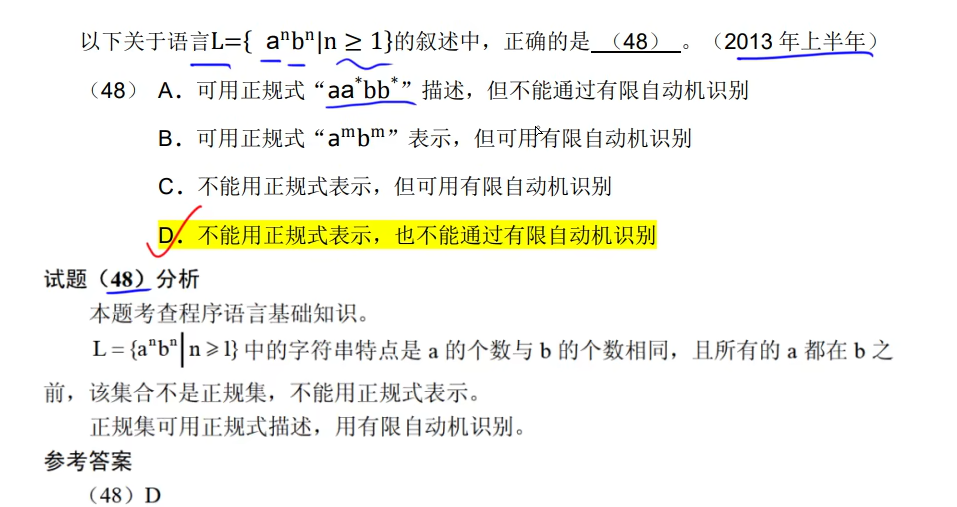 以下关于语言L={ aⁿbⁿ|n ≥ 1}的叙述中，正确的是 （48） 。（2013 年上半年）
（48） A．可用正规式“aa*bb*”描述，但不能通过有限自动机识别
B．可用正规式“aᵐbᵐ”表示，但可用有限自动机识别
C．不能用正规式表示，但可用有限自动机识别
D．不能用正规式表示，也不能通过有限自动机识别
试题（48）分析
本题考查程序语言基础知识。
L = {aⁿbⁿ|n⩾1} 中的字符串特点是 a 的个数与 b 的个数相同，且所有的 a 都在 b 之
前，该集合不是正规集，不能用正规式表示。
正规集可用正规式描述，用有限自动机识别。
参考答案
（48）D